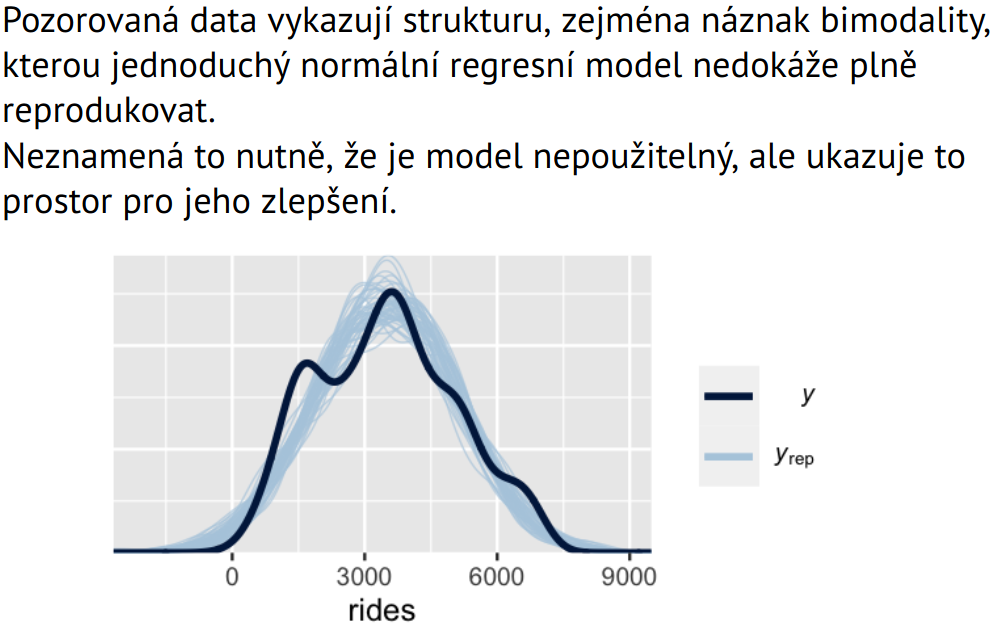 Pozorovaná data vykazují strukturu, zejména náznak bimodality,
kterou jednoduchý normální regresní model nedokáže plně
reprodukovat.
Neznamená to nutně, že je model nepoužitelný, ale ukazuje to
prostor pro jeho zlepšení.
y
yrep
0 3000 6000 9000
rides